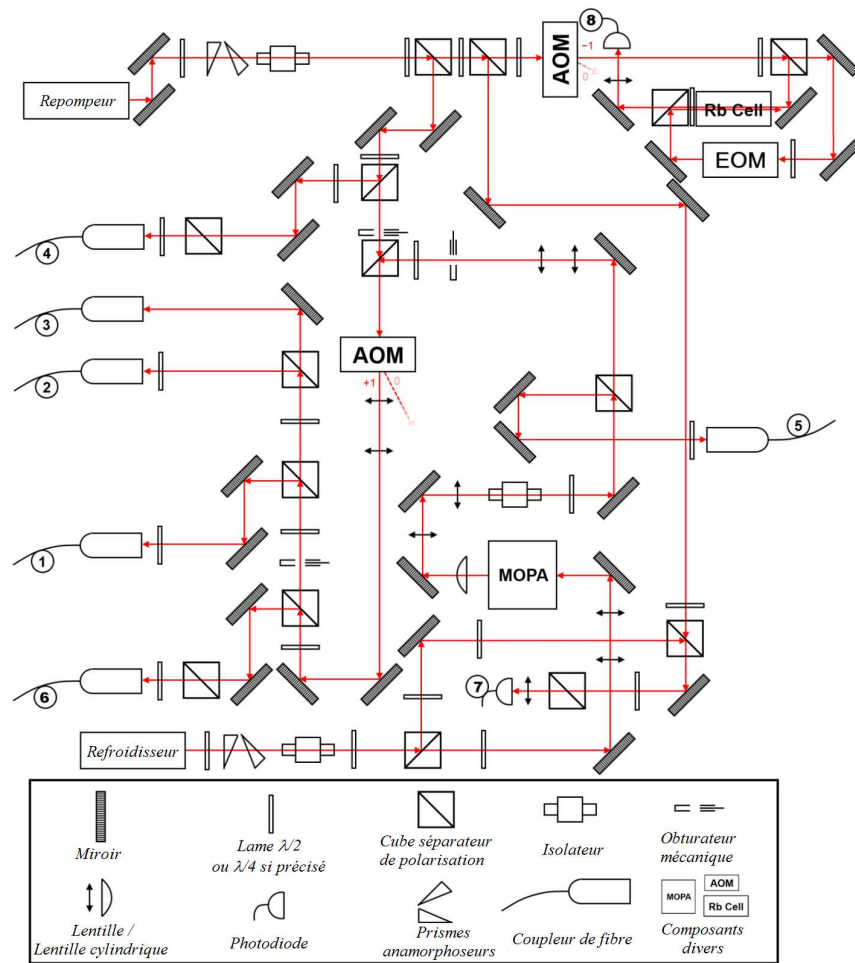 8
-1
AOM
0
Repompeur
Rb Cell
EOM
4
3
AOM
2
+1
0
5
1
MOPA
6
7
Refroidisseur
Miroir
Lame λ/2
ou λ/4 si précisé
Cube séparateur
de polarisation
Isolateur
Obturateur
mécanique
Lentille /
Lentille cylindrique
Photodiode
Prismes
anamorphoseurs
Coupleur de fibre
MOPA
AOM
Rb Cell
Composants
divers